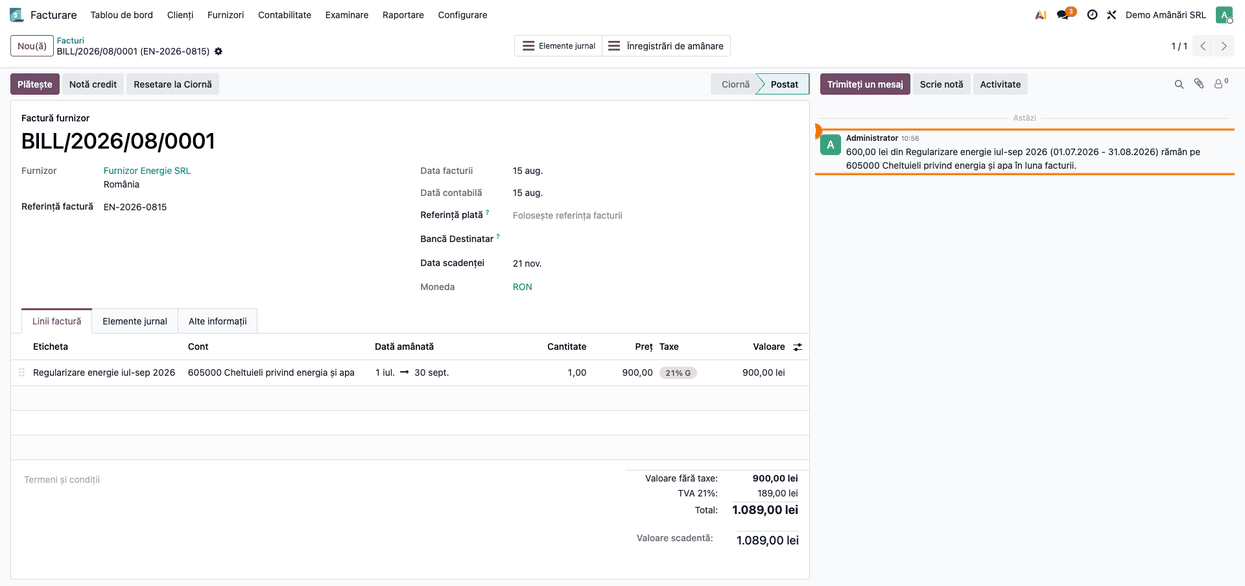 Facturare Tablou de bord Clienți Furnizori Contabilitate Examinare Raportare Configurare AI 3 Demo Amânări SRL A
Nou(ă) Facturi
BILL/2026/08/0001 (EN-2026-0815)
Elemente jurnal Înregistrări de amânare 1 / 1
Plătește Notă credit Resetare la Ciornă Ciornă Postat Trimiteți un mesaj Scrie notă Activitate 0
Factură furnizor
BILL/2026/08/0001
Furnizor Furnizor Energie SRL
România
Referință factură EN-2026-0815
Data facturii 15 aug.
Dată contabilă 15 aug.
Referință plată ? Folosește referința facturii
Bancă Destinatar ?
Data scadenței 21 nov.
Moneda RON
Linii factură Elemente jurnal Alte informații
Eticheta Cont Dată amânată Cantitate Preț Taxe Valoare
Regularizare energie iul-sep 2026 605000 Cheltuieli privind energia și apa 1 iul. → 30 sept. 1,00 900,00 21% G 900,00 lei
Termeni și condiții
Valoare fără taxe: 900,00 lei
TVA 21%: 189,00 lei
Total: 1.089,00 lei
Valoare scadentă: 1.089,00 lei
Astăzi
A Administrator 10:56
600,00 lei din Regularizare energie iul-sep 2026 (01.07.2026 - 31.08.2026) rămân pe
605000 Cheltuieli privind energia și apa în luna facturii.